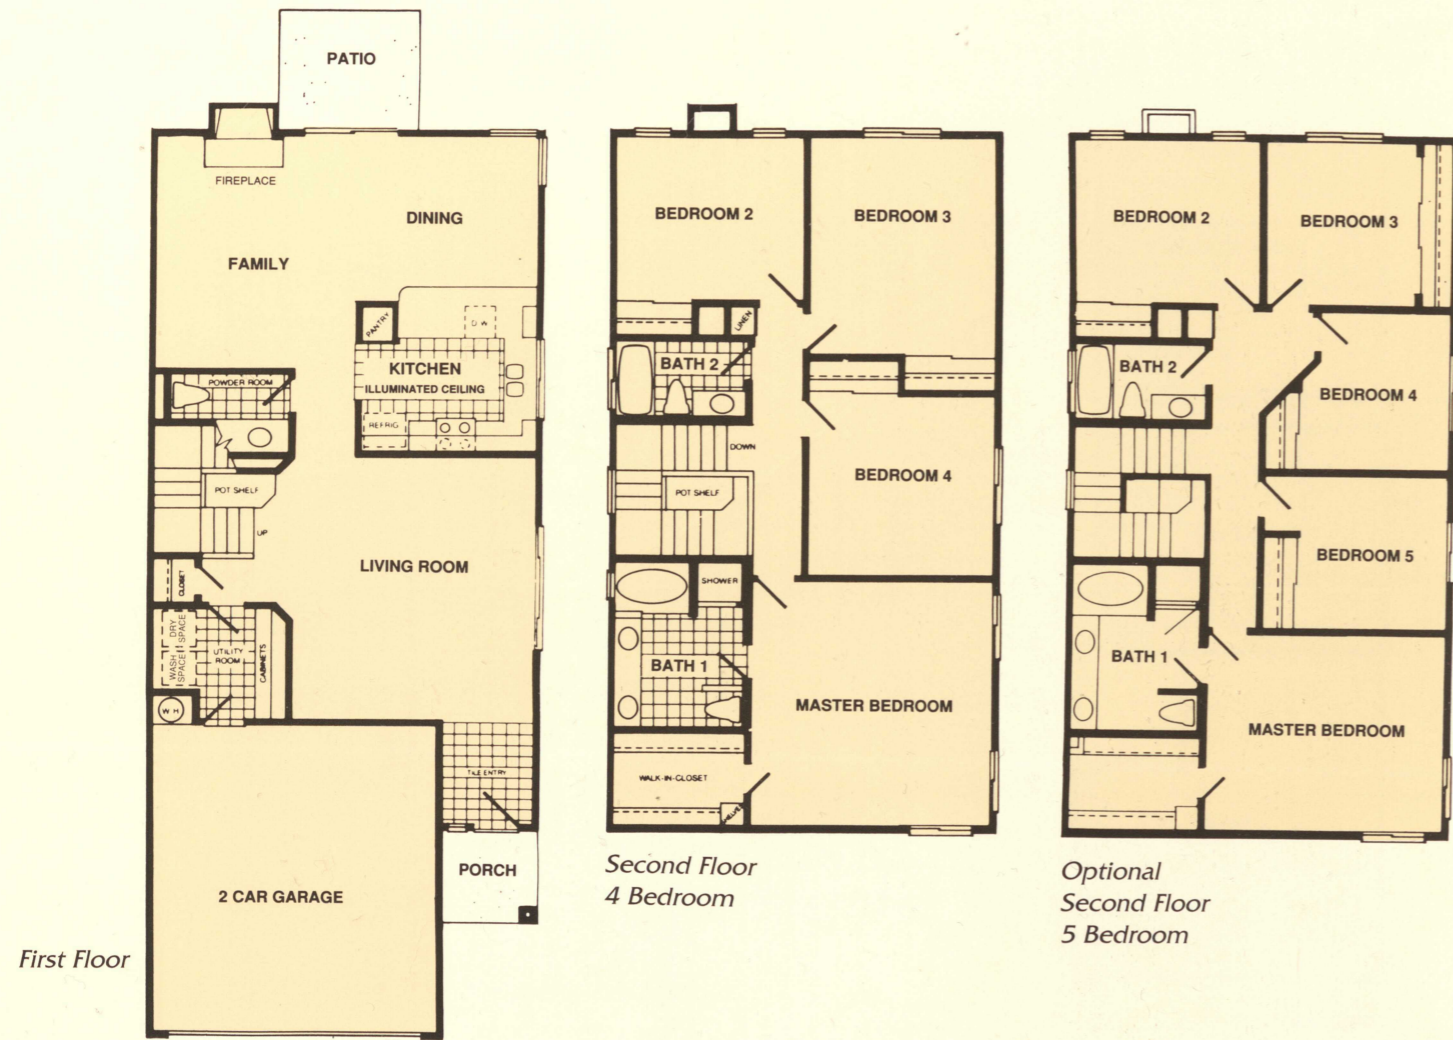 PATIO
FIREPLACE
DINING
FAMILY
PANTRY
D W
KITCHEN
ILLUMINATED CEILING
POWDER ROOM
REFRIG
POT SHELF
UP
LIVING ROOM
CLOSET
DRY
SPACE
WASH
SPACE
UTILITY
ROOM
CABINETS
W H
TILE ENTRY
PORCH
2 CAR GARAGE
First Floor
BEDROOM 2
BEDROOM 3
LINEN
BATH 2
DOWN
BEDROOM 4
POT SHELF
SHOWER
BATH 1
MASTER BEDROOM
WALK-IN-CLOSET
SHELVES
Second Floor
4 Bedroom
BEDROOM 2
BEDROOM 3
BATH 2
BEDROOM 4
BEDROOM 5
BATH 1
MASTER BEDROOM
Optional
Second Floor
5 Bedroom